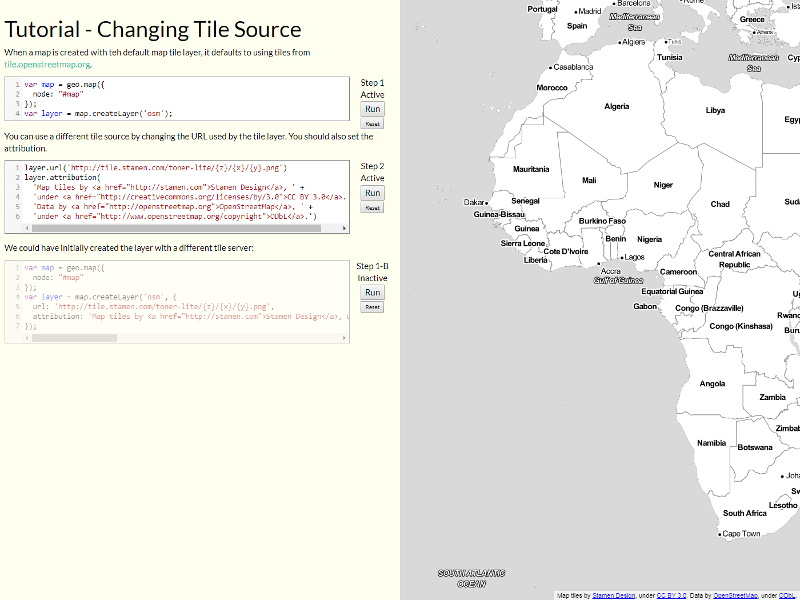 Tutorial - Changing Tile Source
When a map is created with teh default map tile layer, it defaults to using tiles from
tile.openstreetmap.org.
1 var map = geo.map({
2 node: "#map"
3 });
4 var layer = map.createLayer('osm');
Step 1
Active
Run
Reset
You can use a different tile source by changing the URL used by the tile layer. You should also set the
attribution.
1 layer.url('http://tile.stamen.com/toner-lite/{z}/{x}/{y}.png')
2 layer.attribution(
3 'Map tiles by <a href="http://stamen.com">Stamen Design</a>, ' +
4 'under <a href="http://creativecommons.org/licenses/by/3.0">CC BY 3.0</a>.
5 'Data by <a href="http://openstreetmap.org">OpenStreetMap</a>, ' +
6 'under <a href="http://www.openstreetmap.org/copyright">ODbL</a>.')
Step 2
Active
Run
Reset
We could have initially created the layer with a different tile server:
1 var map = geo.map({
2 node: "#map"
3 });
4 var layer = map.createLayer('osm', {
5 url: 'http://tile.stamen.com/toner-lite/{z}/{x}/{y}.png',
6 attribution: 'Map tiles by <a href="http://stamen.com">Stamen Design</a>, u
7 });
Step 1-B
Inactive
Run
Reset
Portugal
Madrid
Barcelona
Spain
Mediterranean
Sea
Greece
Athens
Algiers
Tunis
Tunisia
Mediterranean
Sea
Cyp
Casablanca
Morocco
Algeria
Libya
Egyp
Mauritania
Mali
Niger
Chad
Suda
Dakar
Senegal
Guinea-Bissau
Guinea
Burkino Faso
Sierra Leone
Cote D'Ivoire
Liberia
Benin
Nigeria
Lagos
Accra
Gulf of Guinea
Cameroon
Central African
Republic
Equatorial Guinea
Gabon
Congo (Brazzaville)
Congo (Kinshasa)
Ug
Rwand
Buru
Angola
Zambia
Zimbab
Namibia
Botswana
Joha
Sw
Lesotho
South Africa
Cape Town
SOUTH ATLANTIC
OCEAN
Map tiles by Stamen Design, under CC BY 3.0. Data by OpenStreetMap, under ODbL.